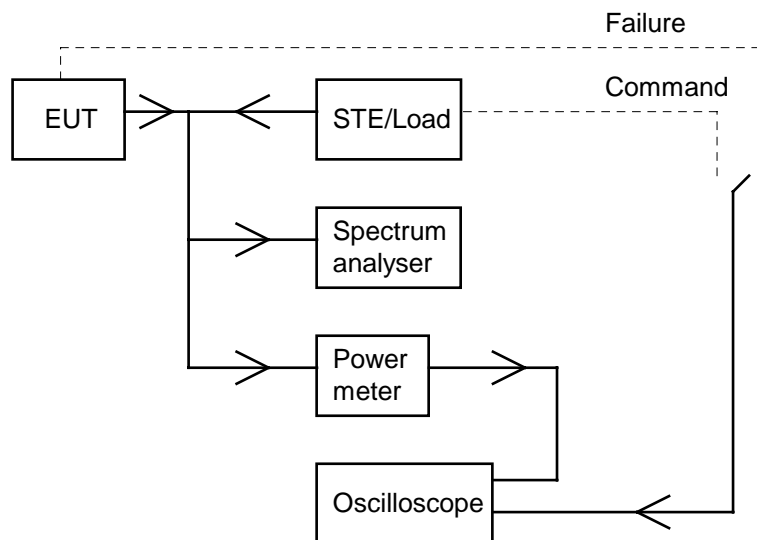 Failure
Command
EUT
STE/Load
Spectrum
analyser
Power
meter
Oscilloscope